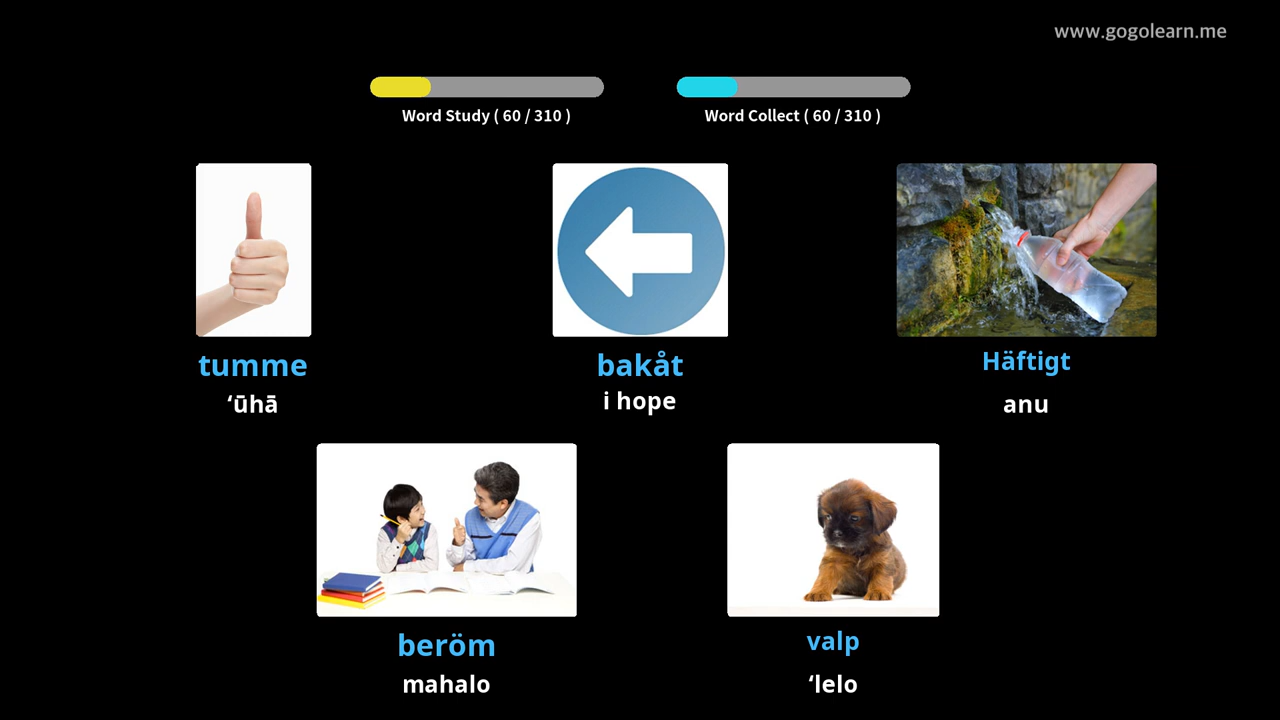 www.gogolearn.me
Word Study ( 60 / 310 )
Word Collect ( 60 / 310 )
tumme
ʻūhā
bakåt
i hope
Häftigt
anu
beröm
mahalo
valp
ʻlelo